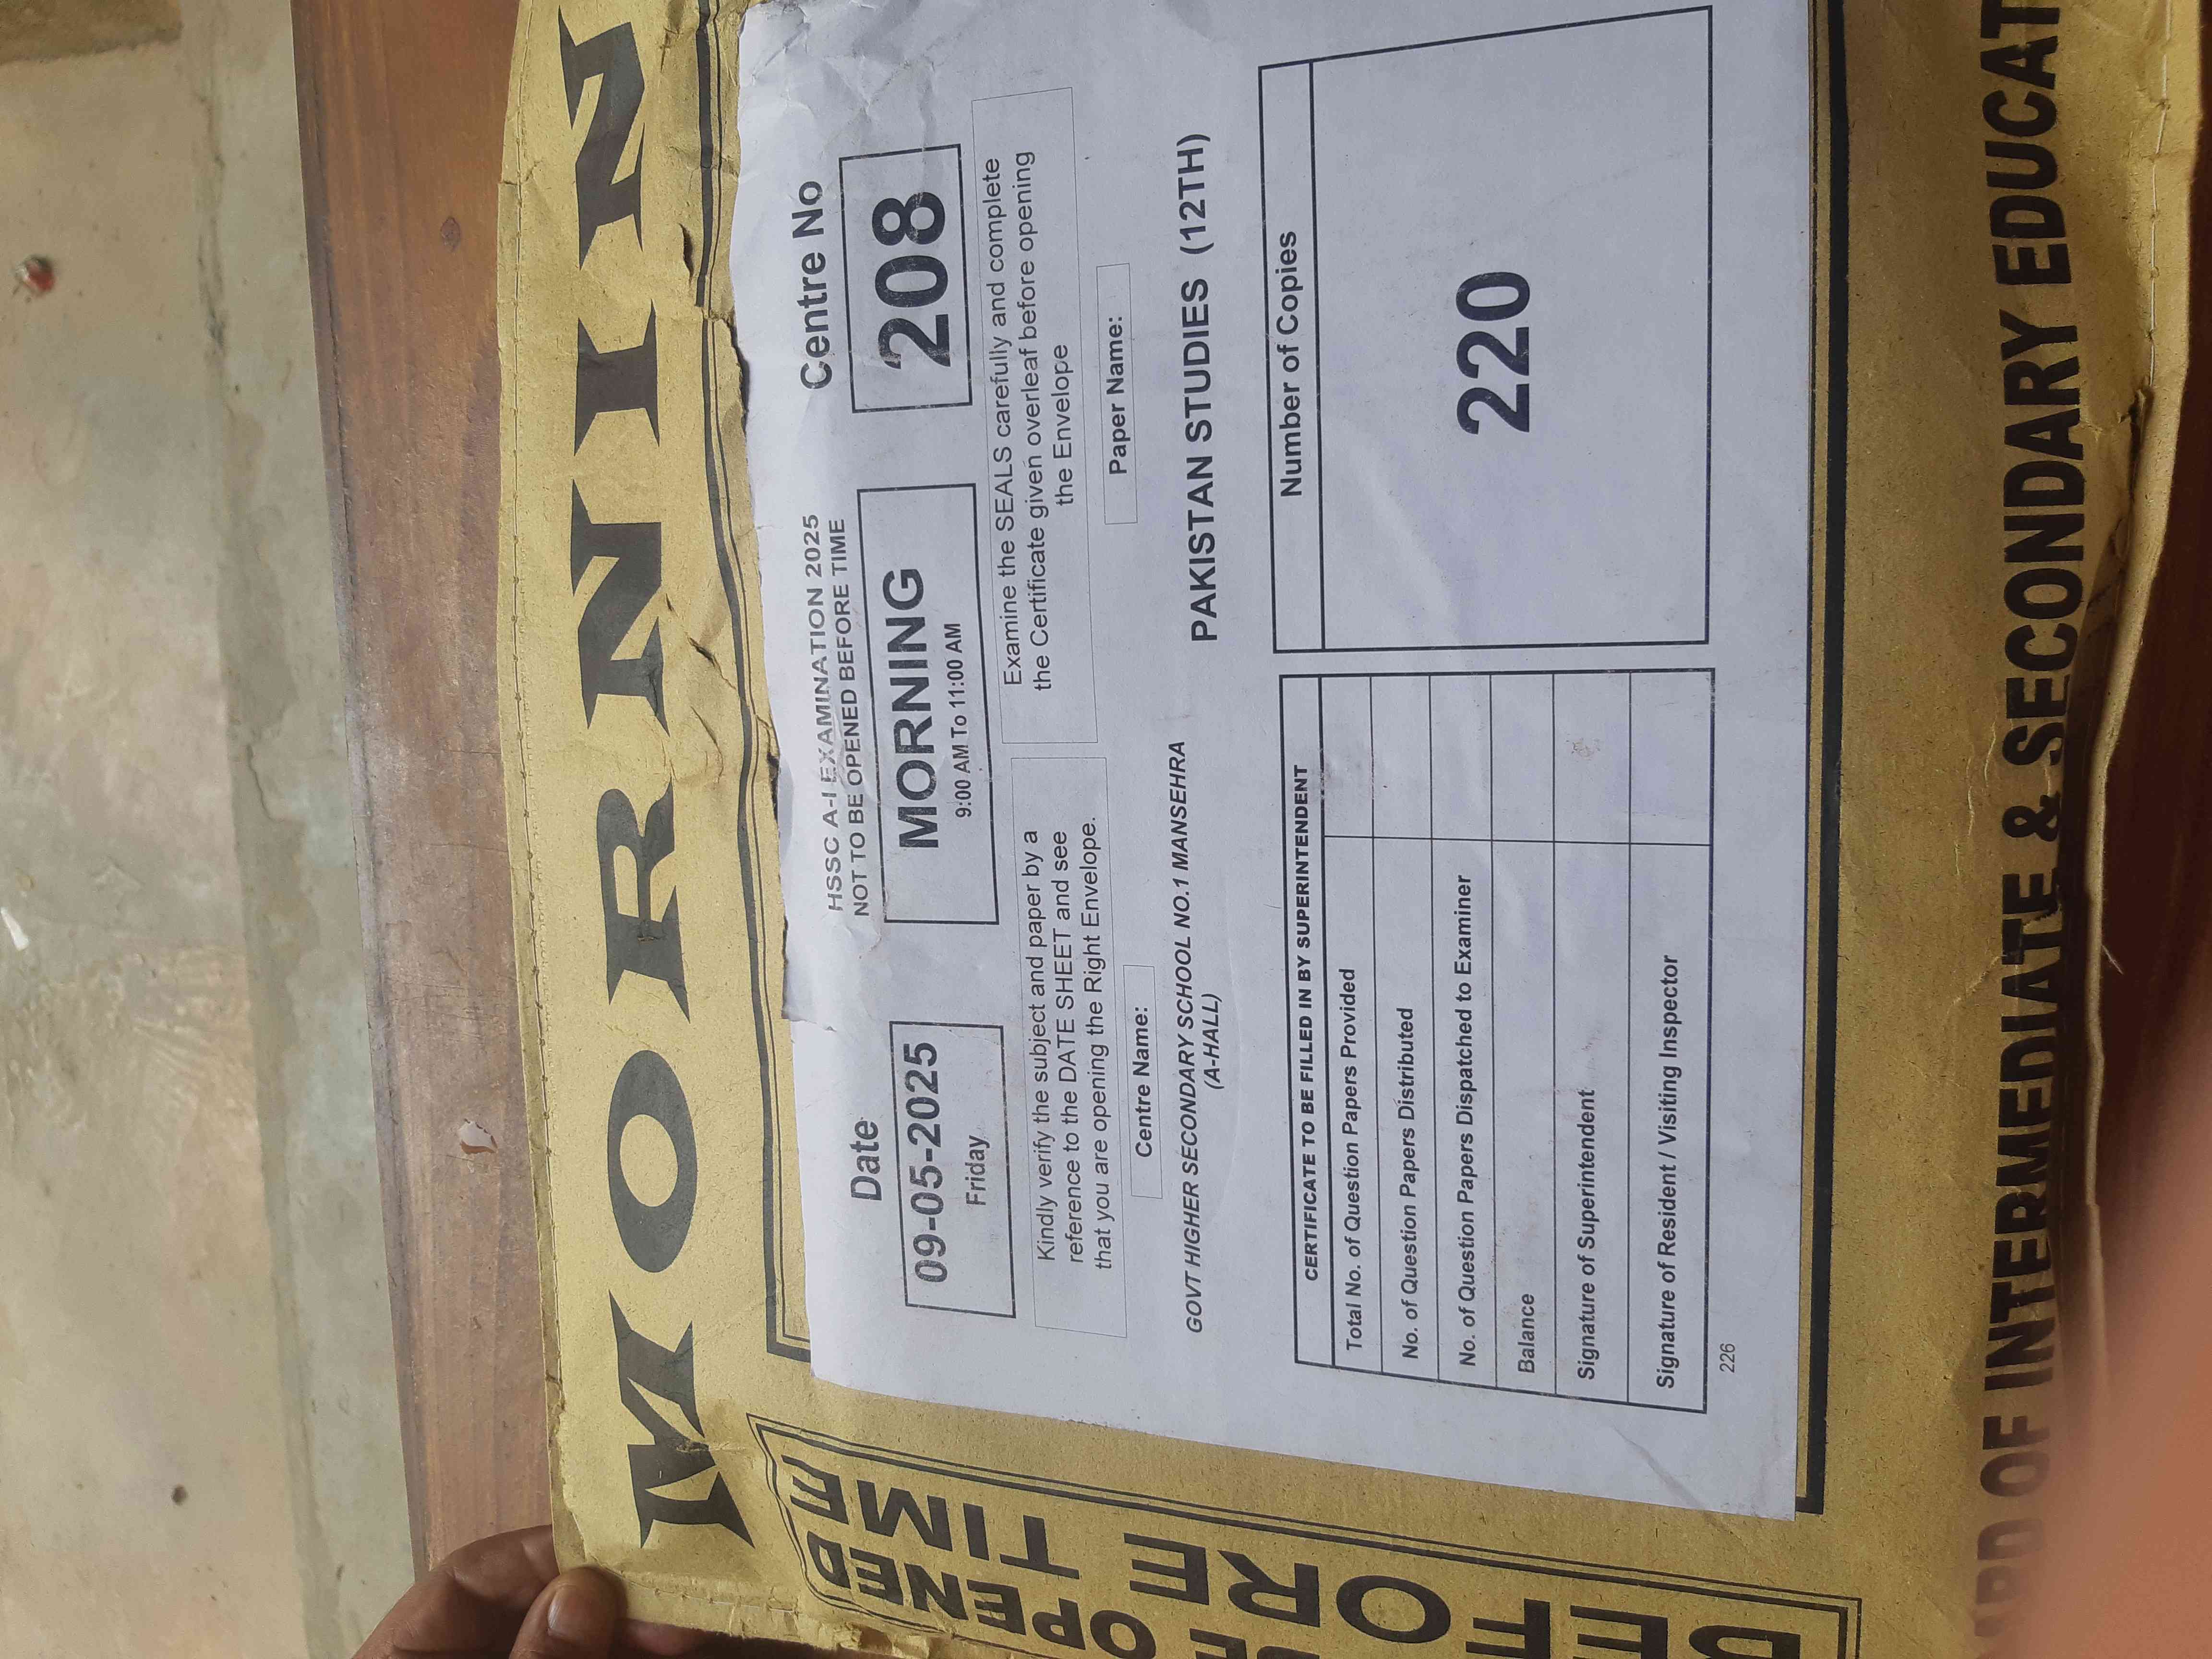 MORNIN
HSSC A-I EXAMINATION 2025
NOT TO BE OPENED BEFORE TIME
Date
09-05-2025
Friday
MORNING
9:00 AM To 11:00 AM
Centre No
208
Kindly verify the subject and paper by a
reference to the DATE SHEET and see
that you are opening the Right Envelope.
Examine the SEALS carefully and complete
the Certificate given overleaf before opening
the Envelope
Centre Name:
GOVT HIGHER SECONDARY SCHOOL NO.1 MANSEHRA
(A-HALL)
Paper Name:
PAKISTAN STUDIES (12TH)
CERTIFICATE TO BE FILLED IN BY SUPERINTENDENT
Total No. of Question Papers Provided
No. of Question Papers Distributed
No. of Question Papers Dispatched to Examiner
Balance
Signature of Superintendent
Signature of Resident / Visiting Inspector
Number of Copies
220
226
OPENED
BEFORE
TIME
OF INTERMEDIATE & SECONDARY EDUCAT